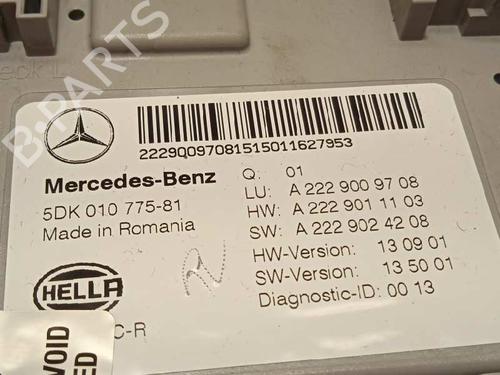 B-PARTS
2229Q09708151501​1627953
Mercedes-Benz
5DK 010 775-81
Made in Romania
Q: 01
LU: A 222 900 97 08
HW: A 222 901 11 03
SW: A 222 902 42 08
HW-Version: 13 09 01
SW-Version: 13 50 01
Diagnostic-ID: 00 13
HELLA
C-R
VOID